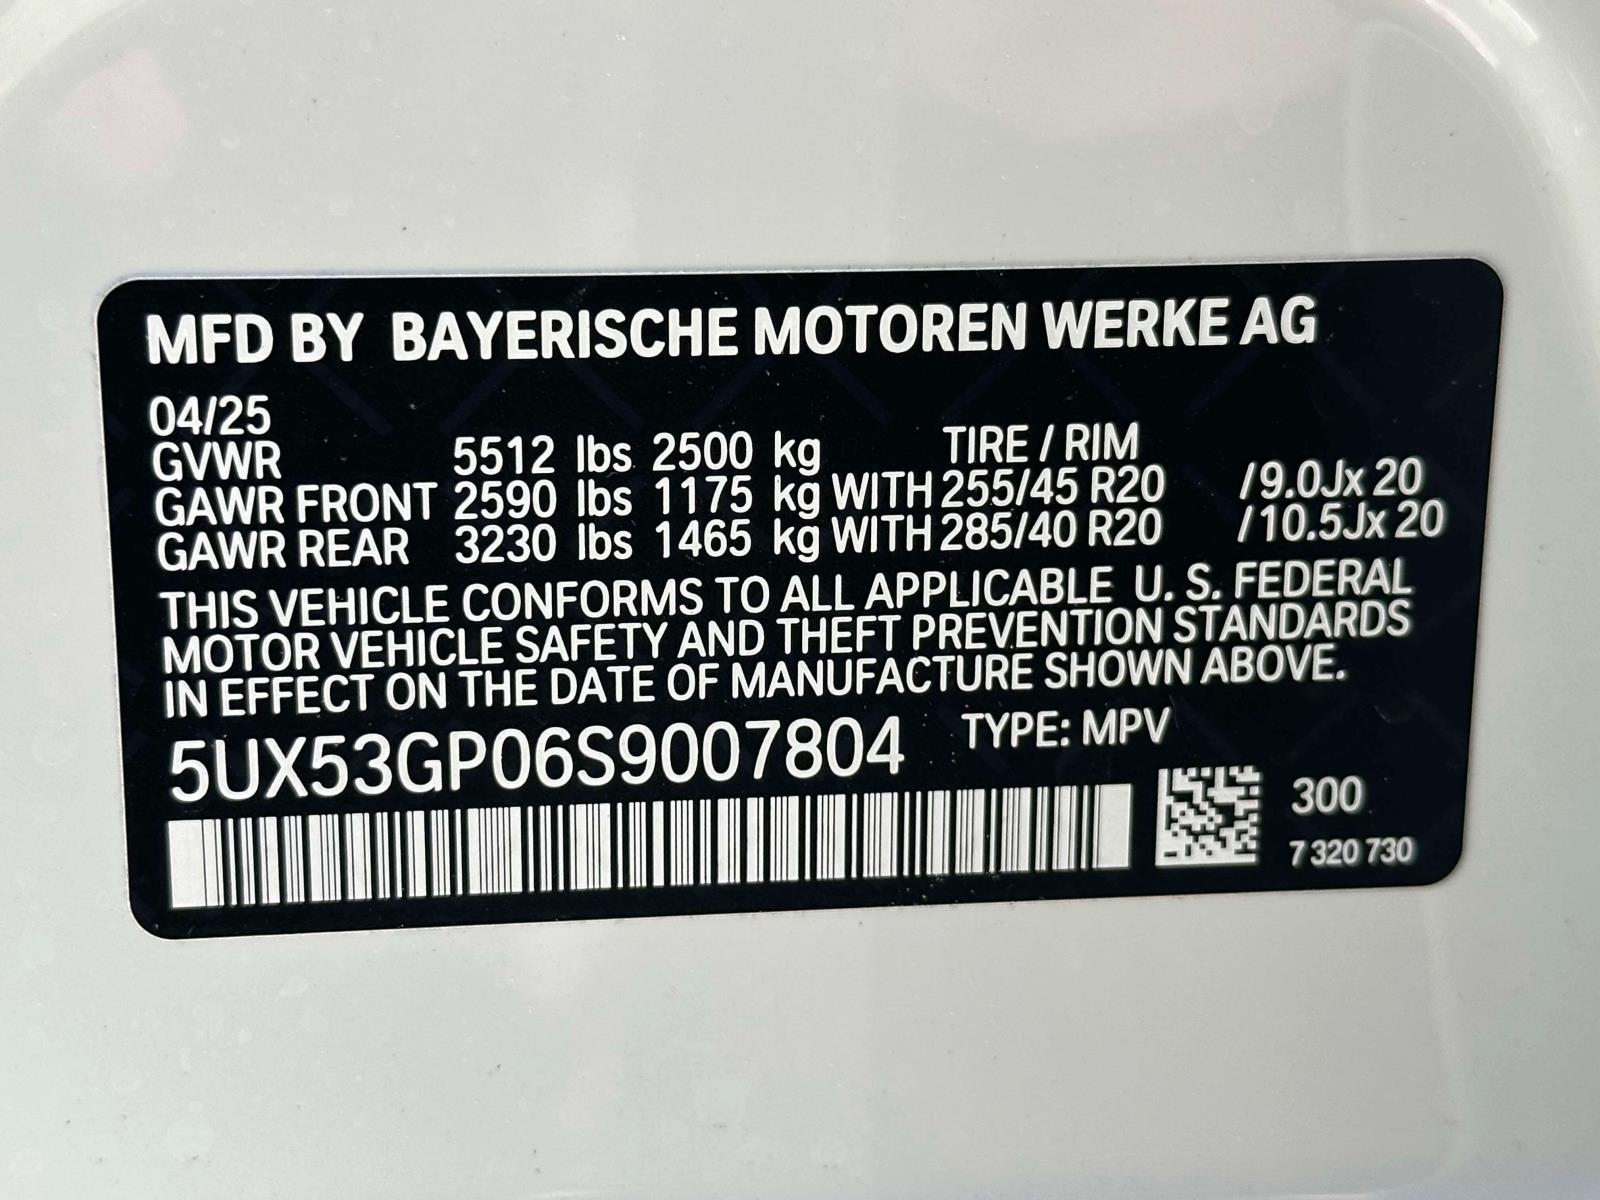 MFD BY BAYERISCHE MOTOREN WERKE AG
04/25
GVWR 5512 lbs 2500 kg TIRE / RIM
GAWR FRONT 2590 lbs 1175 kg WITH 255/45 R20 /9.0Jx 20
GAWR REAR 3230 lbs 1465 kg WITH 285/40 R20 /10.5Jx 20
THIS VEHICLE CONFORMS TO ALL APPLICABLE U. S. FEDERAL
MOTOR VEHICLE SAFETY AND THEFT PREVENTION STANDARDS
IN EFFECT ON THE DATE OF MANUFACTURE SHOWN ABOVE.
5UX53GP06S9007804 TYPE: MPV
300
7 320 730